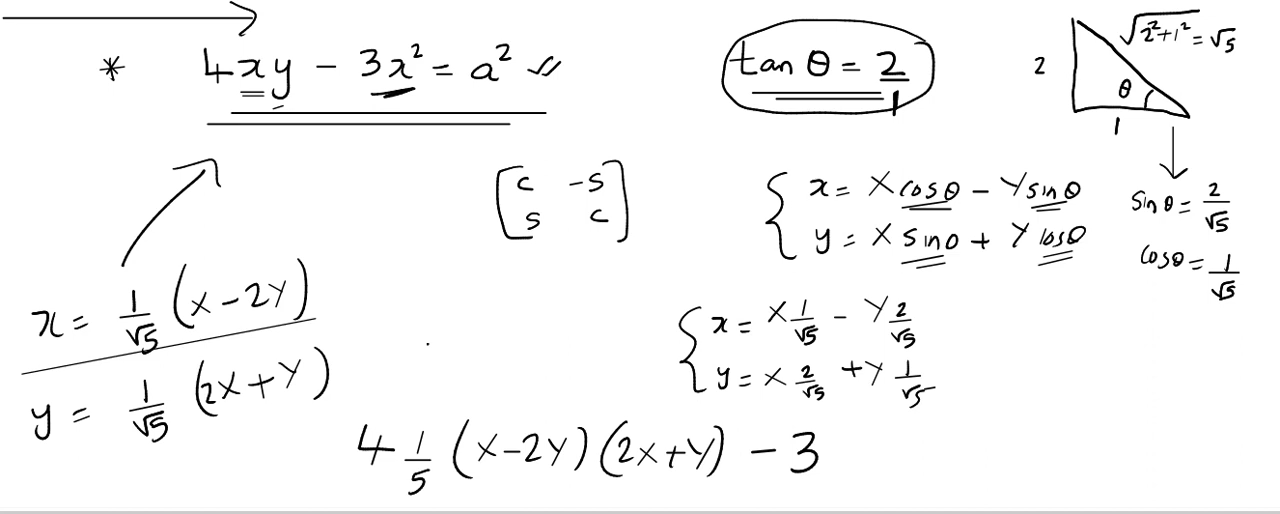 * 4xy - 3x² = a²
tan θ = 2/1
2
√(2²+1²) = √5
θ
1
[c -s
s c]
{ x = X cosθ - Y sinθ
y = X sinθ + Y cosθ
sin θ = 2/√5
cosθ = 1/√5
x = 1/√5 (X - 2Y)
y = 1/√5 (2X + Y)
{ x = X 1/√5 - Y 2/√5
y = X 2/√5 + Y 1/√5
4 1/5 (X - 2Y)(2X + Y) - 3